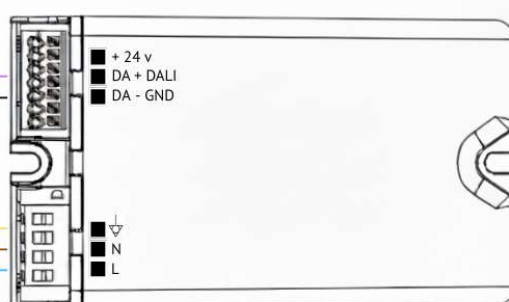 + 24 v
DA + DALI
DA - GND
N
L